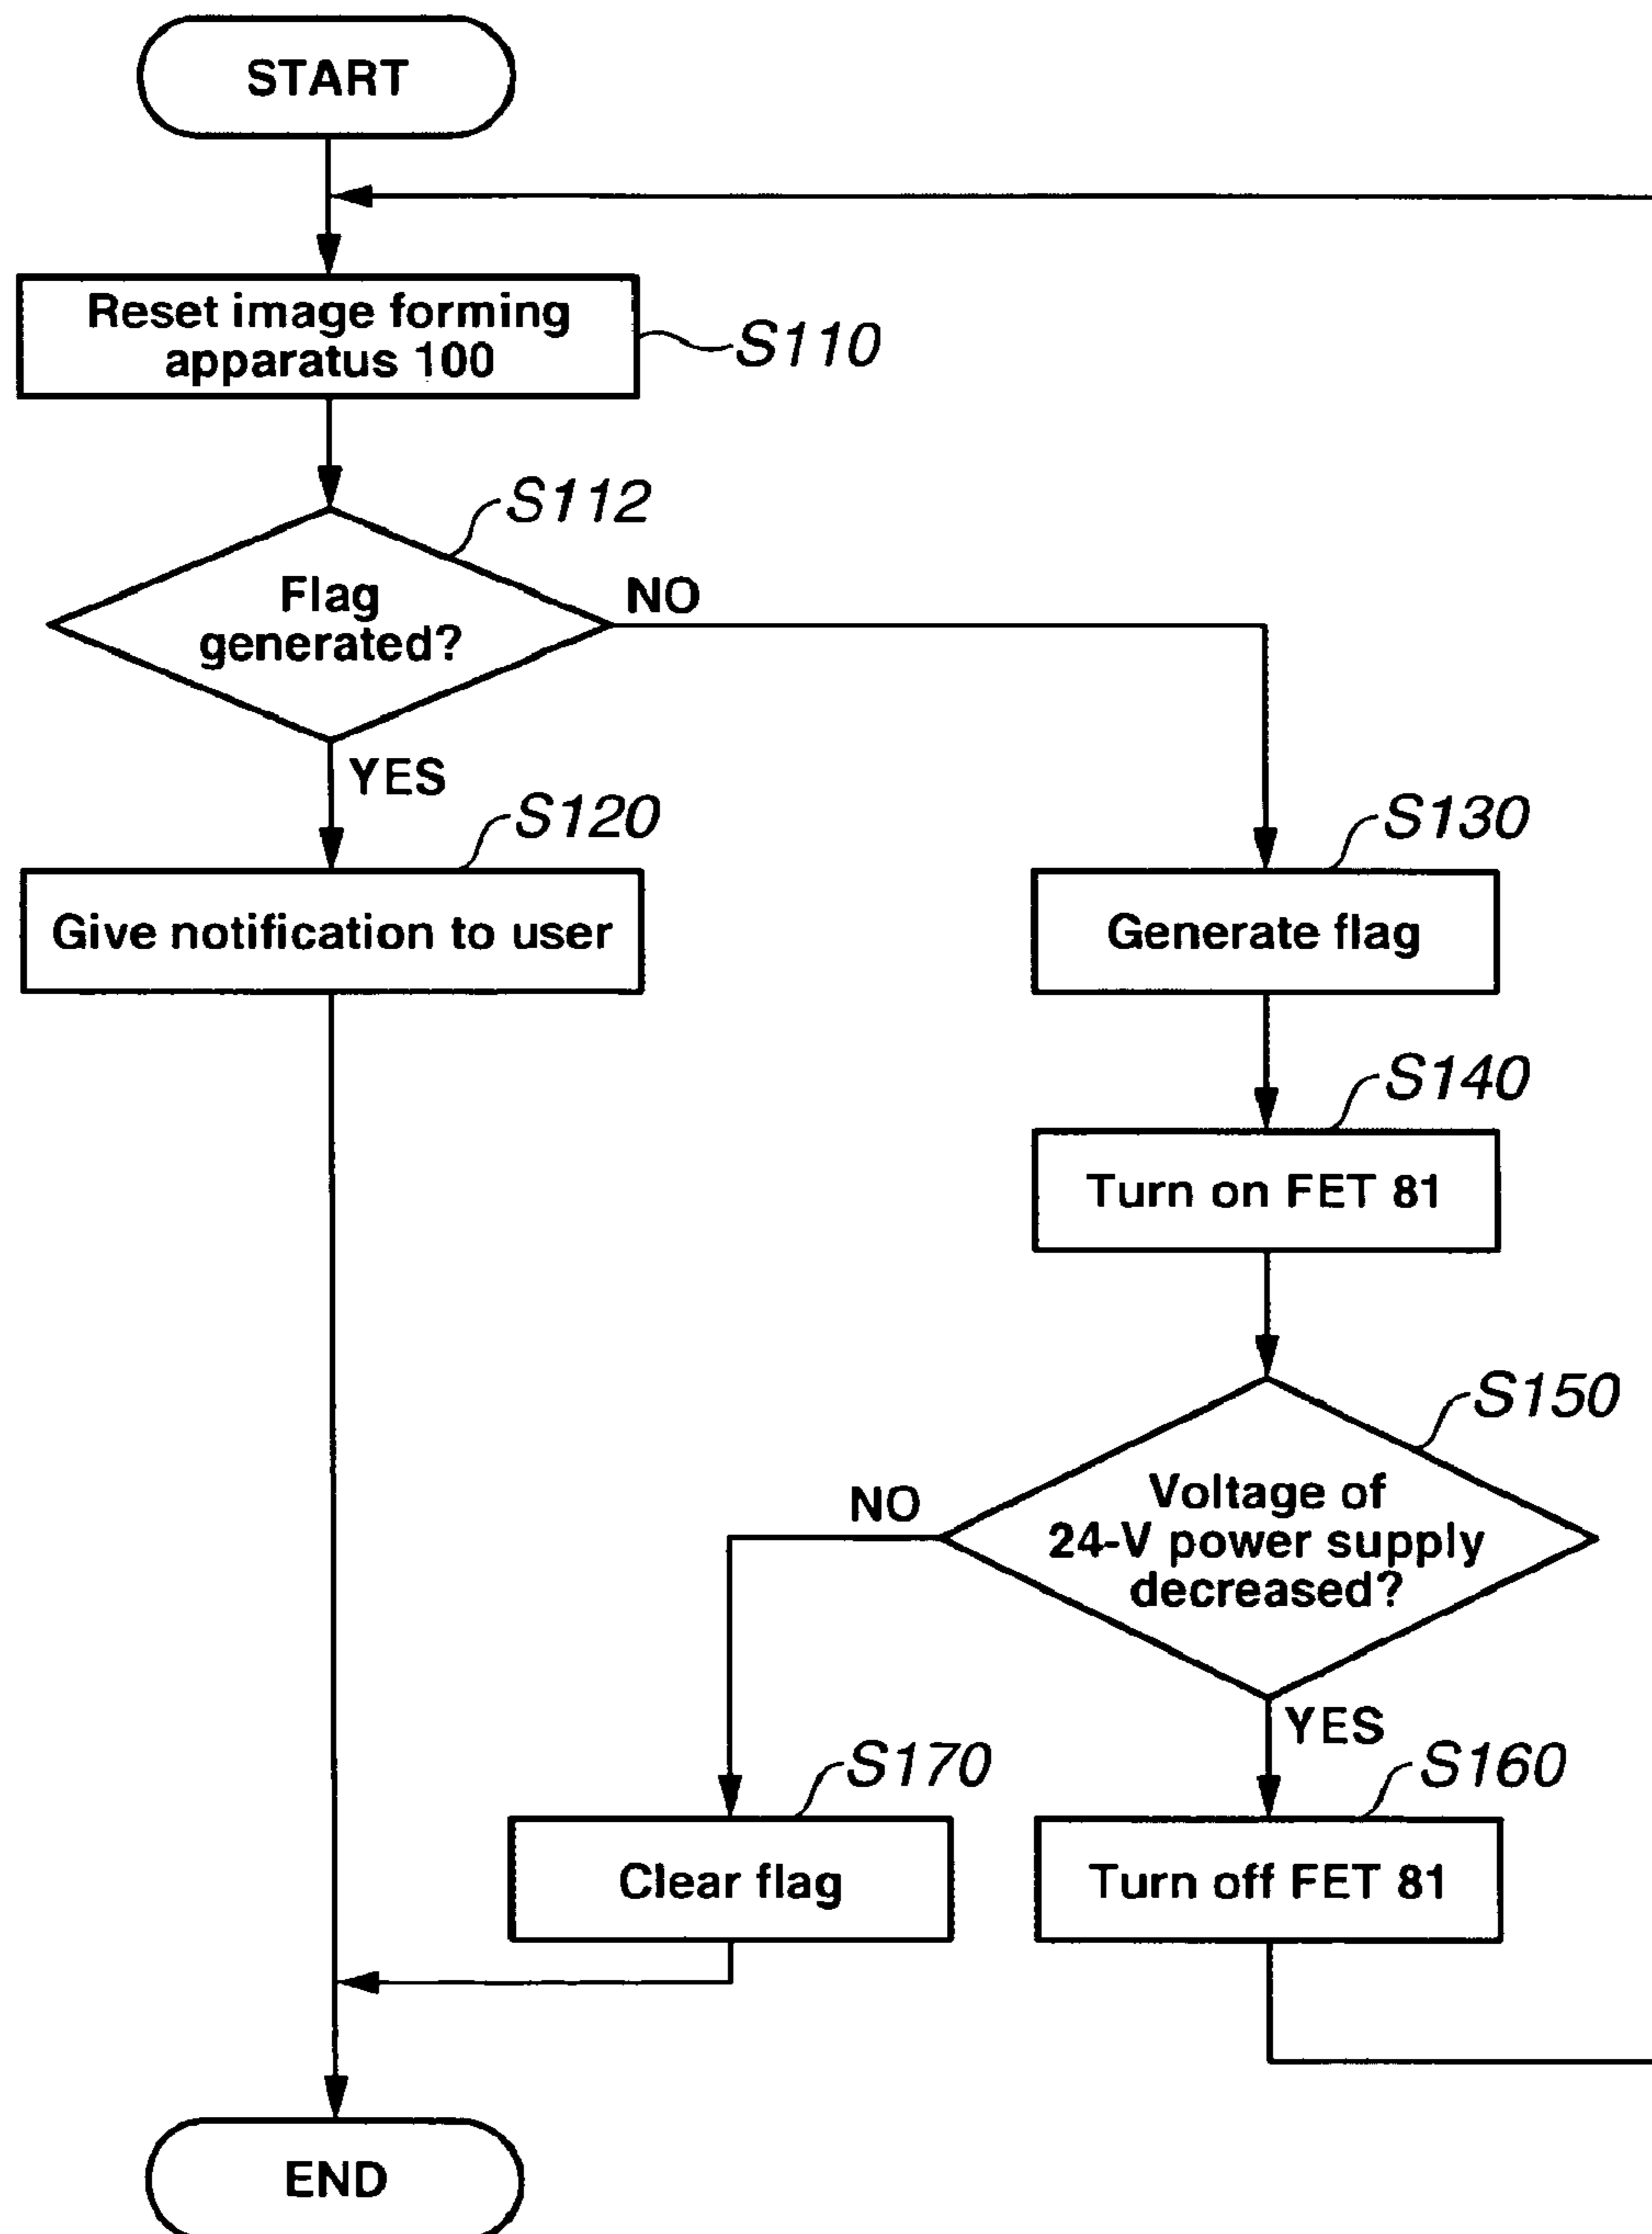 START
Reset image forming
apparatus 100
S110
S112
Flag
generated?
NO
YES
S120
Give notification to user
S130
Generate flag
S140
Turn on FET 81
S150
Voltage of
24-V power supply
decreased?
NO
YES
S170
Clear flag
S160
Turn off FET 81
END